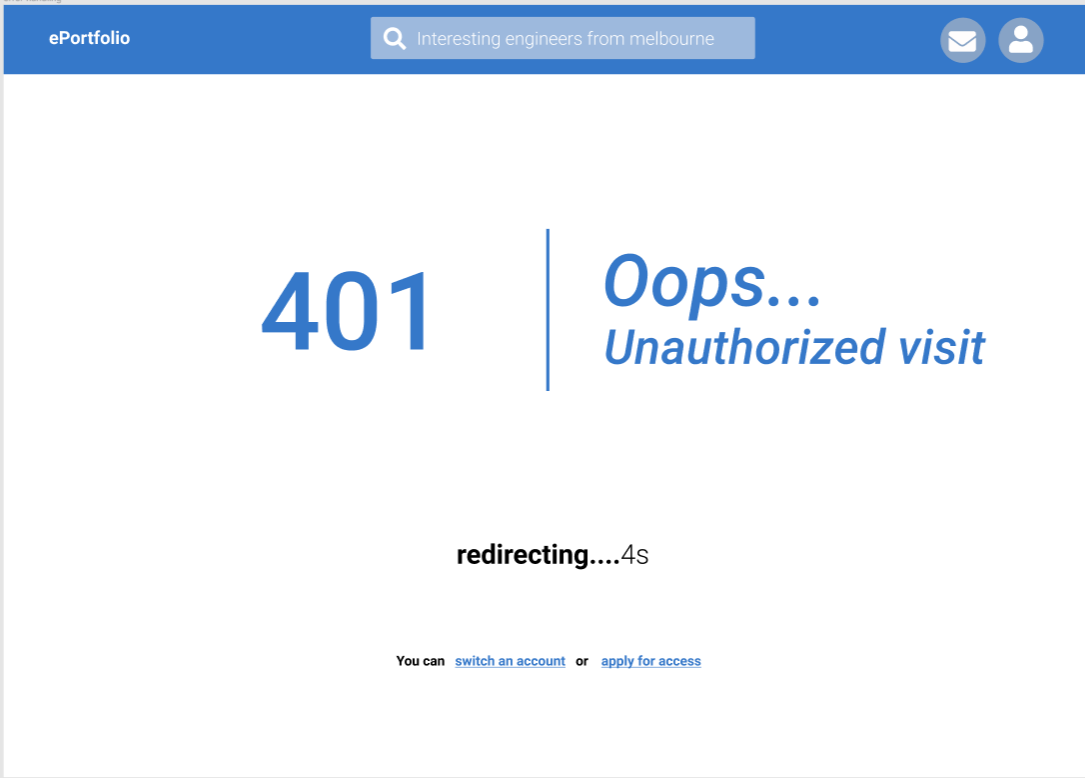 ePortfolio
Interesting engineers from melbourne
401
Oops...
Unauthorized visit
redirecting....4s
You can switch an account or apply for access